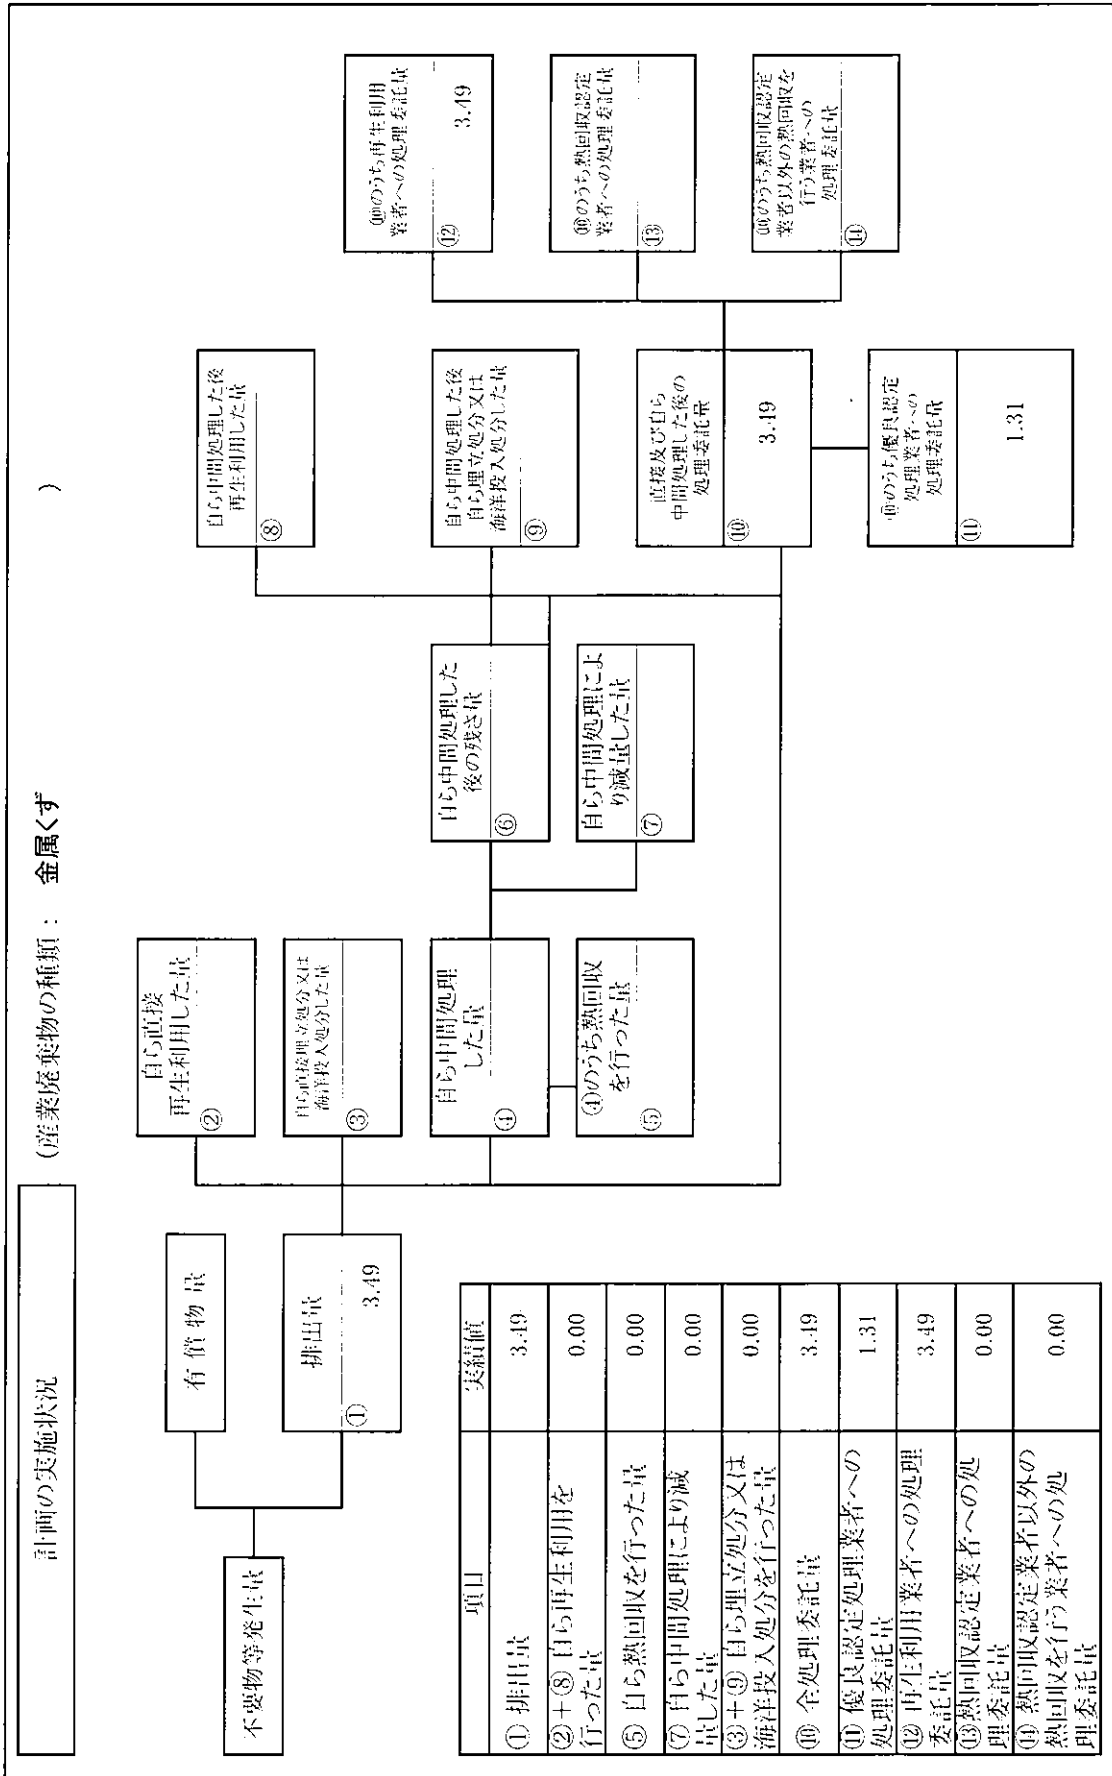 計画の実施状況
(産業廃棄物の種類： 金属くず )
不要物等発生量
有 償 物 量
排出量
①
3.49
自ら直接
再生利用した量
②
自ら直接埋立処分又は
海洋投入処分した量
③
自ら中間処理
した量
④
④のうち熱回収
を行った量
⑤
自ら中間処理した
後の残さ量
⑥
自ら中間処理によ
り減量した量
⑦
自ら中間処理した後
再生利用した量
⑧
自ら中間処理した後
自ら埋立処分又は
海洋投入処分した量
⑨
直接及び自ら
中間処理した後の
処理委託量
⑩
3.49
⑩のうち優良認定
処理業者への
処理委託量
⑪
1.31
⑩のうち再生利用
業者への処理委託量
⑫
3.49
⑩のうち熱回収認定
業者への処理委託量
⑬
⑩のうち熱回収認定
業者以外の熱回収を
行う業者への
処理委託量
⑭
項目 実績値
① 排出量 3.49
②＋⑧ 自ら再生利用を
行った量 0.00
⑤ 自ら熱回収を行った量 0.00
⑦ 自ら中間処理により減
量した量 0.00
③＋⑨ 自ら埋立処分又は
海洋投入処分を行った量 0.00
⑩ 全処理委託量 3.49
⑪ 優良認定処理業者への
処理委託量 1.31
⑫ 再生利用業者への処理
委託量 3.49
⑬熱回収認定業者への処
理委託量 0.00
⑭ 熱回収認定業者以外の
熱回収を行う業者への処
理委託量 0.00